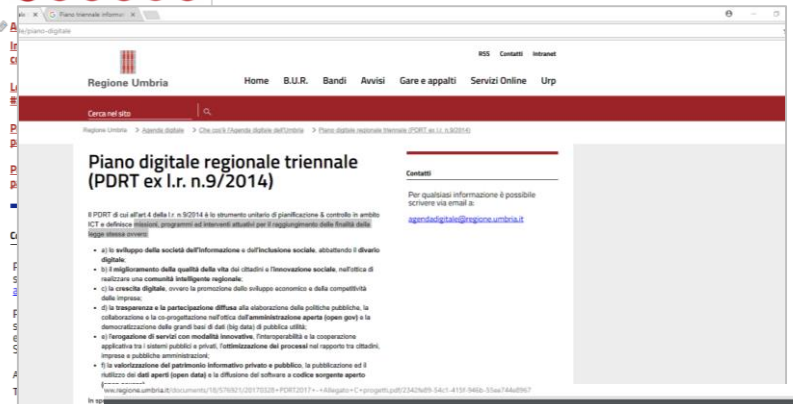 Piano triennale informati
te/piano-digitale
RSS Contatti Intranet
Regione Umbria
Home B.U.R. Bandi Avvisi Gare e appalti Servizi Online Urp
Cerca nel sito
Regione Umbria > Agenda digitale > Che cos'è l'Agenda digitale dell'Umbria > Piano digitale regionale triennale (PDRT ex l.r. n.9/2014)
Piano digitale regionale triennale
(PDRT ex l.r. n.9/2014)
Contatti
Per qualsiasi informazione è possibile
scrivere via email a:
agendadigitale@regione.umbria.it
Il PDRT di cui all'art.4 della l.r. n.9/2014 è lo strumento unitario di pianificazione & controllo in ambito
ICT e definisce missioni, programmi ed interventi attuativi per il raggiungimento delle finalità della
legge stessa ovvero:
• a) lo sviluppo della società dell'informazione e dell'inclusione sociale, abbattendo il divario
digitale;
• b) il miglioramento della qualità della vita dei cittadini e l'innovazione sociale, nell'ottica di
realizzare una comunità intelligente regionale;
• c) la crescita digitale, ovvero la promozione dello sviluppo economico e della competitività
delle imprese;
• d) la trasparenza e la partecipazione diffusa alla elaborazione delle politiche pubbliche, la
collaborazione e la co-progettazione nell'ottica dell'amministrazione aperta (open gov) e la
democratizzazione delle grandi basi di dati (big data) di pubblica utilità;
• e) l'erogazione di servizi con modalità innovative, l'interoperabilità e la cooperazione
applicativa tra i sistemi pubblici e privati, l'ottimizzazione dei processi nel rapporto tra cittadini,
imprese e pubbliche amministrazioni;
• f) la valorizzazione del patrimonio informativo privato e pubblico, la pubblicazione ed il
riutilizzo dei dati aperti (open data) e la diffusione del software a codice sorgente aperto
In spe